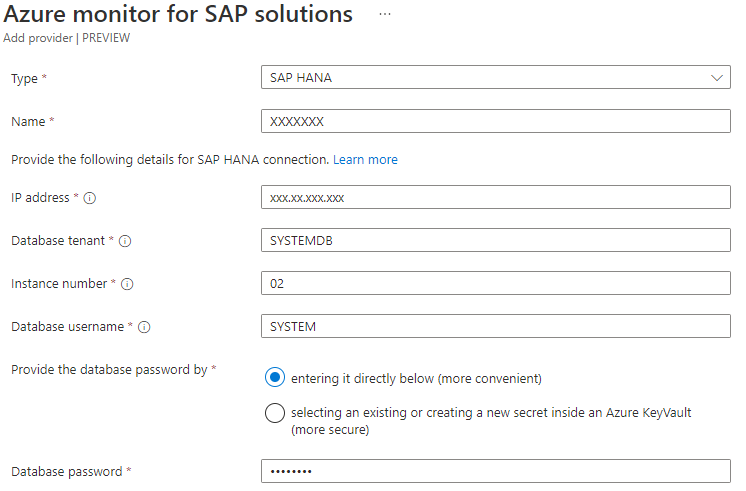 Azure monitor for SAP solutions ...
Add provider | PREVIEW
Type * SAP HANA
Name * XXXXXXX
Provide the following details for SAP HANA connection. Learn more
IP address * xxx.xx.xxx.xxx
Database tenant * SYSTEMDB
Instance number * 02
Database username * SYSTEM
Provide the database password by * entering it directly below (more convenient)
selecting an existing or creating a new secret inside an Azure KeyVault
(more secure)
Database password * ••••••••